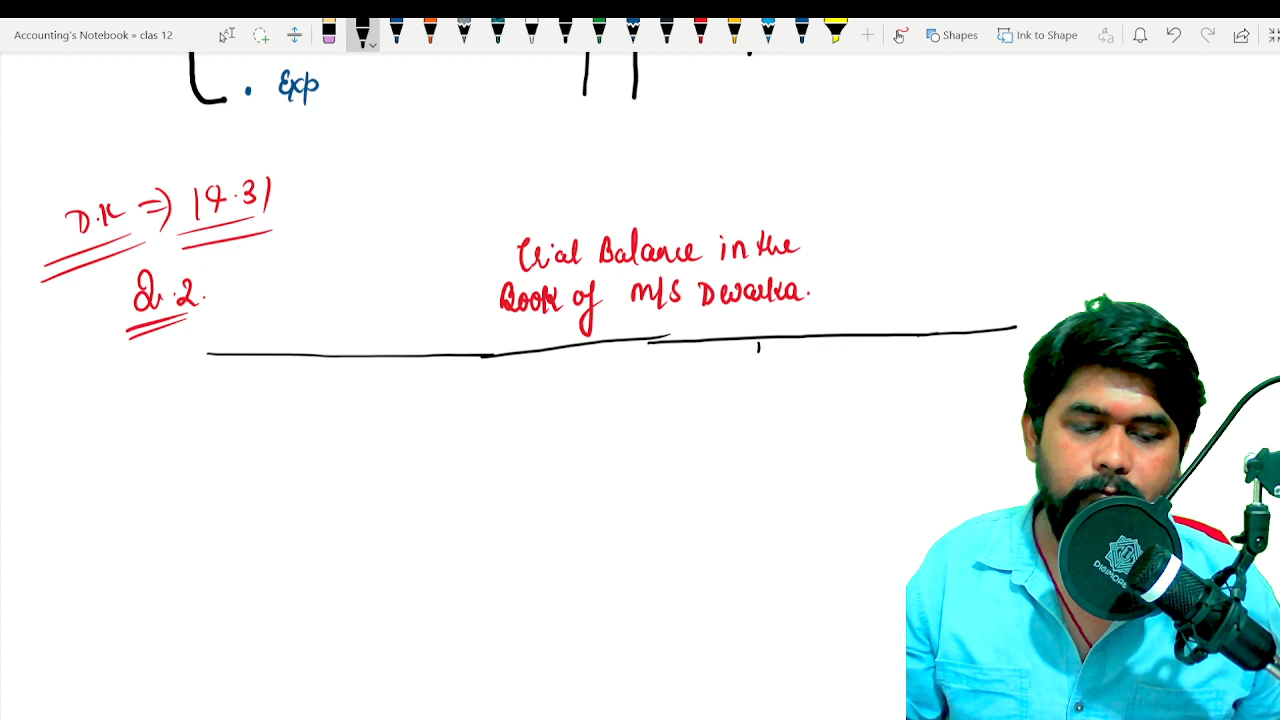 Accounting's Notebook » clas 12
Shapes
Ink to Shape
. Exp
D.K => 14.31
Q.2.
Trial Balance in the
Book of M/S Dwarka.
DIGIMORE